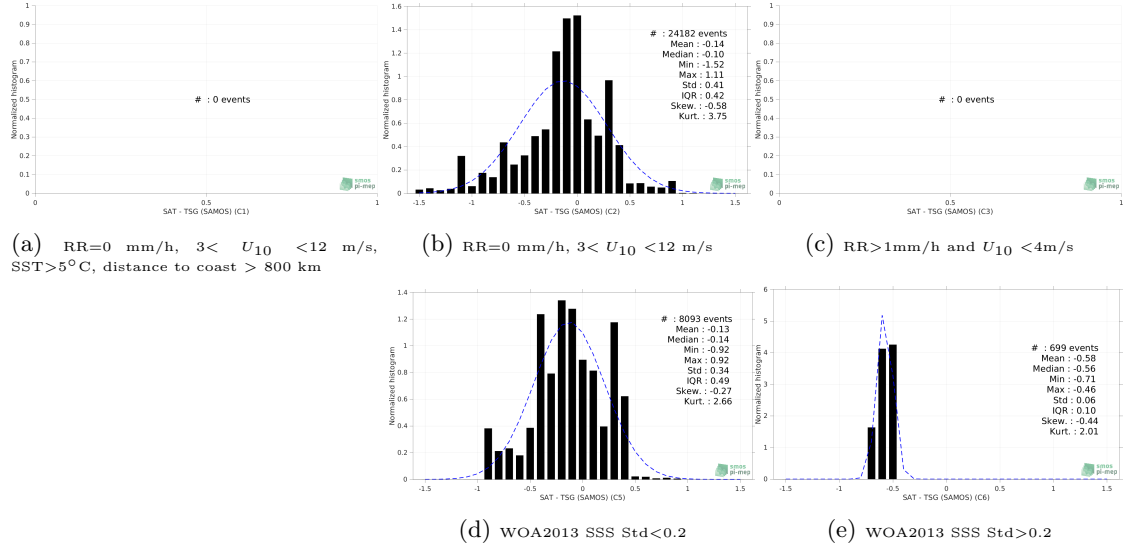 1
0.9
0.8
0.7
0.6
0.5
0.4
0.3
0.2
0.1
0
Normalized histogram
# : 0 events
smos
pi-mep
0 0.5 1
SAT - TSG (SAMOS) (C1)
(a) RR=0 mm/h, 3< U10 <12 m/s,
SST>5°C, distance to coast > 800 km
1.6
1.4
1.2
1
0.8
0.6
0.4
0.2
0
Normalized histogram
# : 24182 events
Mean : -0.14
Median : -0.10
Min : -1.52
Max : 1.11
Std : 0.41
IQR : 0.42
Skew. : -0.58
Kurt. : 3.75
smos
pi-mep
-1.5 -1 -0.5 0 0.5 1 1.5
SAT - TSG (SAMOS) (C2)
(b) RR=0 mm/h, 3< U10 <12 m/s
1
0.9
0.8
0.7
0.6
0.5
0.4
0.3
0.2
0.1
0
Normalized histogram
# : 0 events
smos
pi-mep
0 0.5 1
SAT - TSG (SAMOS) (C3)
(c) RR>1mm/h and U10 <4m/s
1.4
1.2
1
0.8
0.6
0.4
0.2
0
Normalized histogram
# : 8093 events
Mean : -0.13
Median : -0.14
Min : -0.92
Max : 0.92
Std : 0.34
IQR : 0.49
Skew. : -0.27
Kurt. : 2.66
smos
pi-mep
-1.5 -1 -0.5 0 0.5 1 1.5
SAT - TSG (SAMOS) (C5)
(d) WOA2013 SSS Std<0.2
6
5
4
3
2
1
0
Normalized histogram
# : 699 events
Mean : -0.58
Median : -0.56
Min : -0.71
Max : -0.46
Std : 0.06
IQR : 0.10
Skew. : -0.44
Kurt. : 2.01
smos
pi-mep
-1.5 -1 -0.5 0 0.5 1 1.5
SAT - TSG (SAMOS) (C6)
(e) WOA2013 SSS Std>0.2